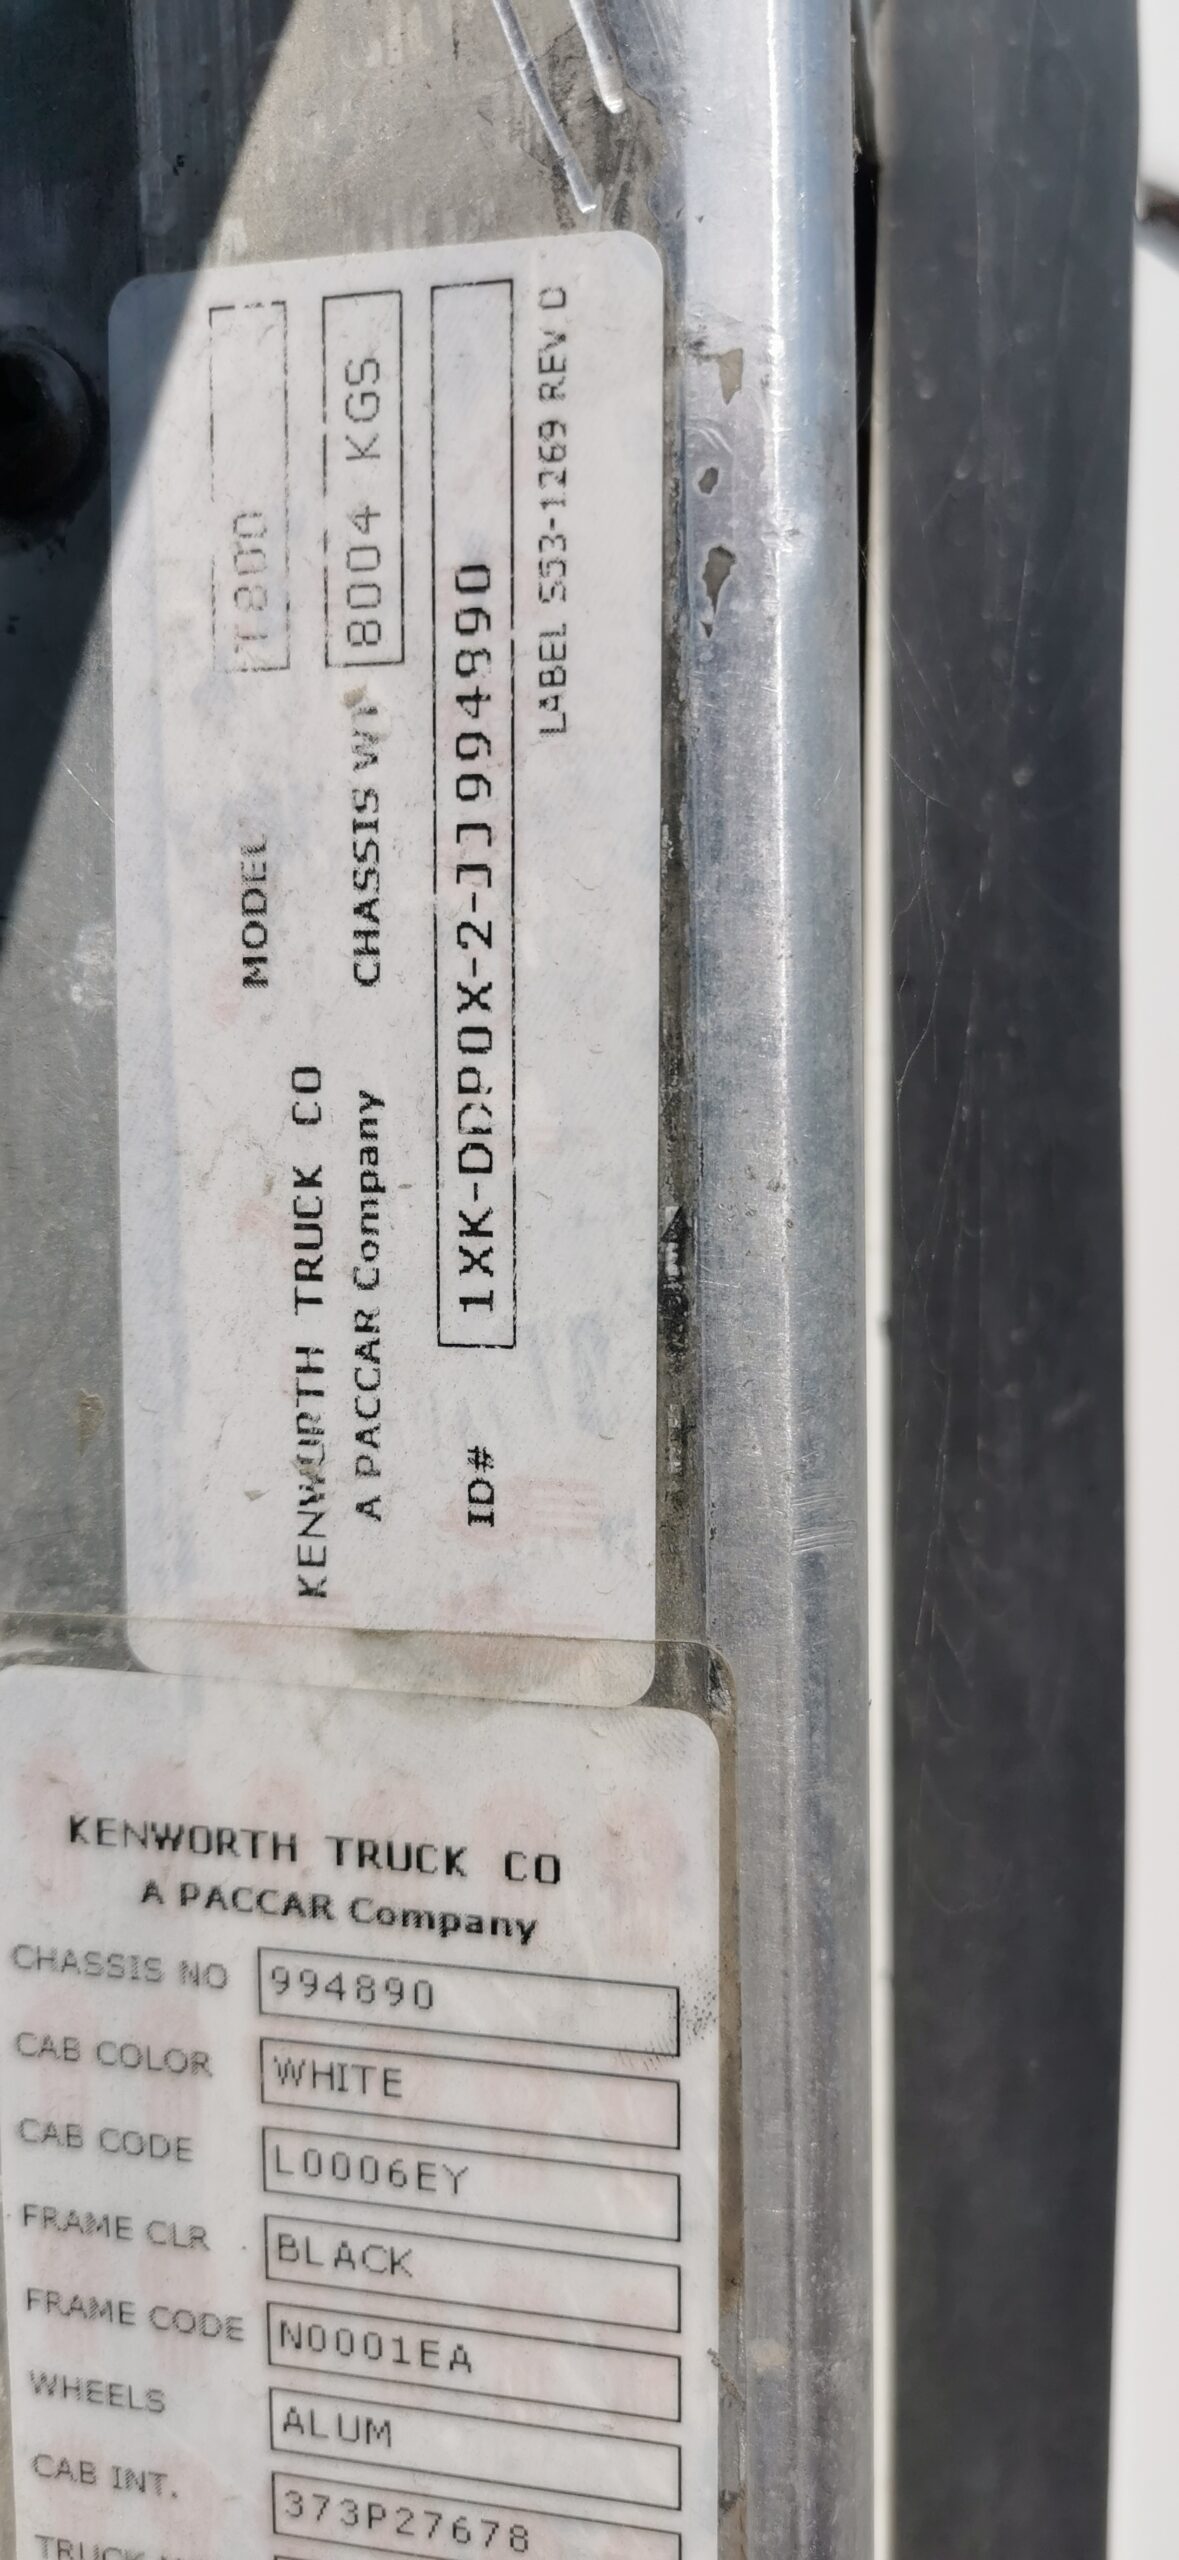 MODEL T800
KENWORTH TRUCK CO
A PACCAR Company
CHASSIS WT 8004 KGS
ID# 1XK-DDP0X-2-JJ994890
LABEL S53-1269 REV D
KENWORTH TRUCK CO
A PACCAR Company
CHASSIS NO 994890
CAB COLOR WHITE
CAB CODE L0006EY
FRAME CLR BLACK
FRAME CODE N0001EA
WHEELS ALUM
CAB INT. 373P27678
TRUCK